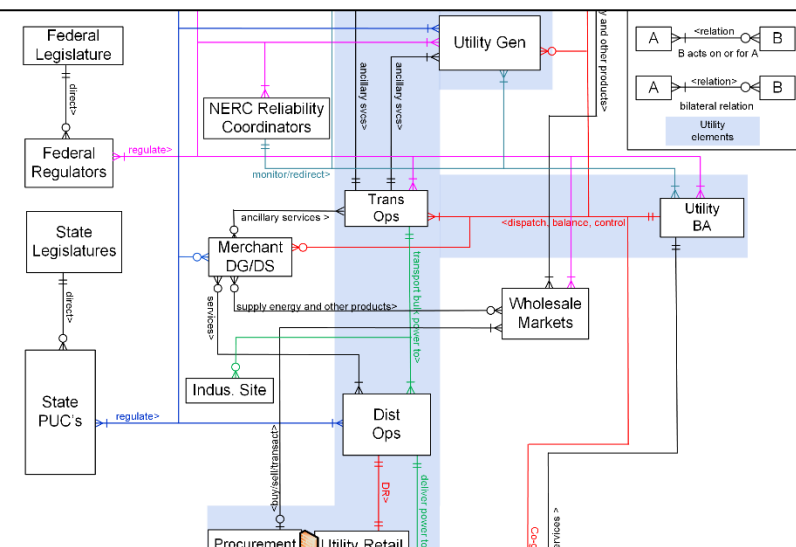 Federal
Legislature
direct>
Federal
Regulators
regulate>
NERC Reliability
Coordinators
monitor/redirect>
ancillary svcs>
ancillary svcs>
Utility Gen
y and other products>
A
<relation
B
B acts on or for A
A
<relation>
B
bilateral relation
Utility
elements
State
Legislatures
direct>
State
PUC's
regulate>
Trans
Ops
ancillary services >
Merchant
DG/DS
<dispatch, balance, control
Utility
BA
services>
supply energy and other products>
transport bulk power to>
Wholesale
Markets
Indus. Site
Dist
Ops
<buy/sell/transact>
DR>
deliver power to
Procurement
Utility Retail